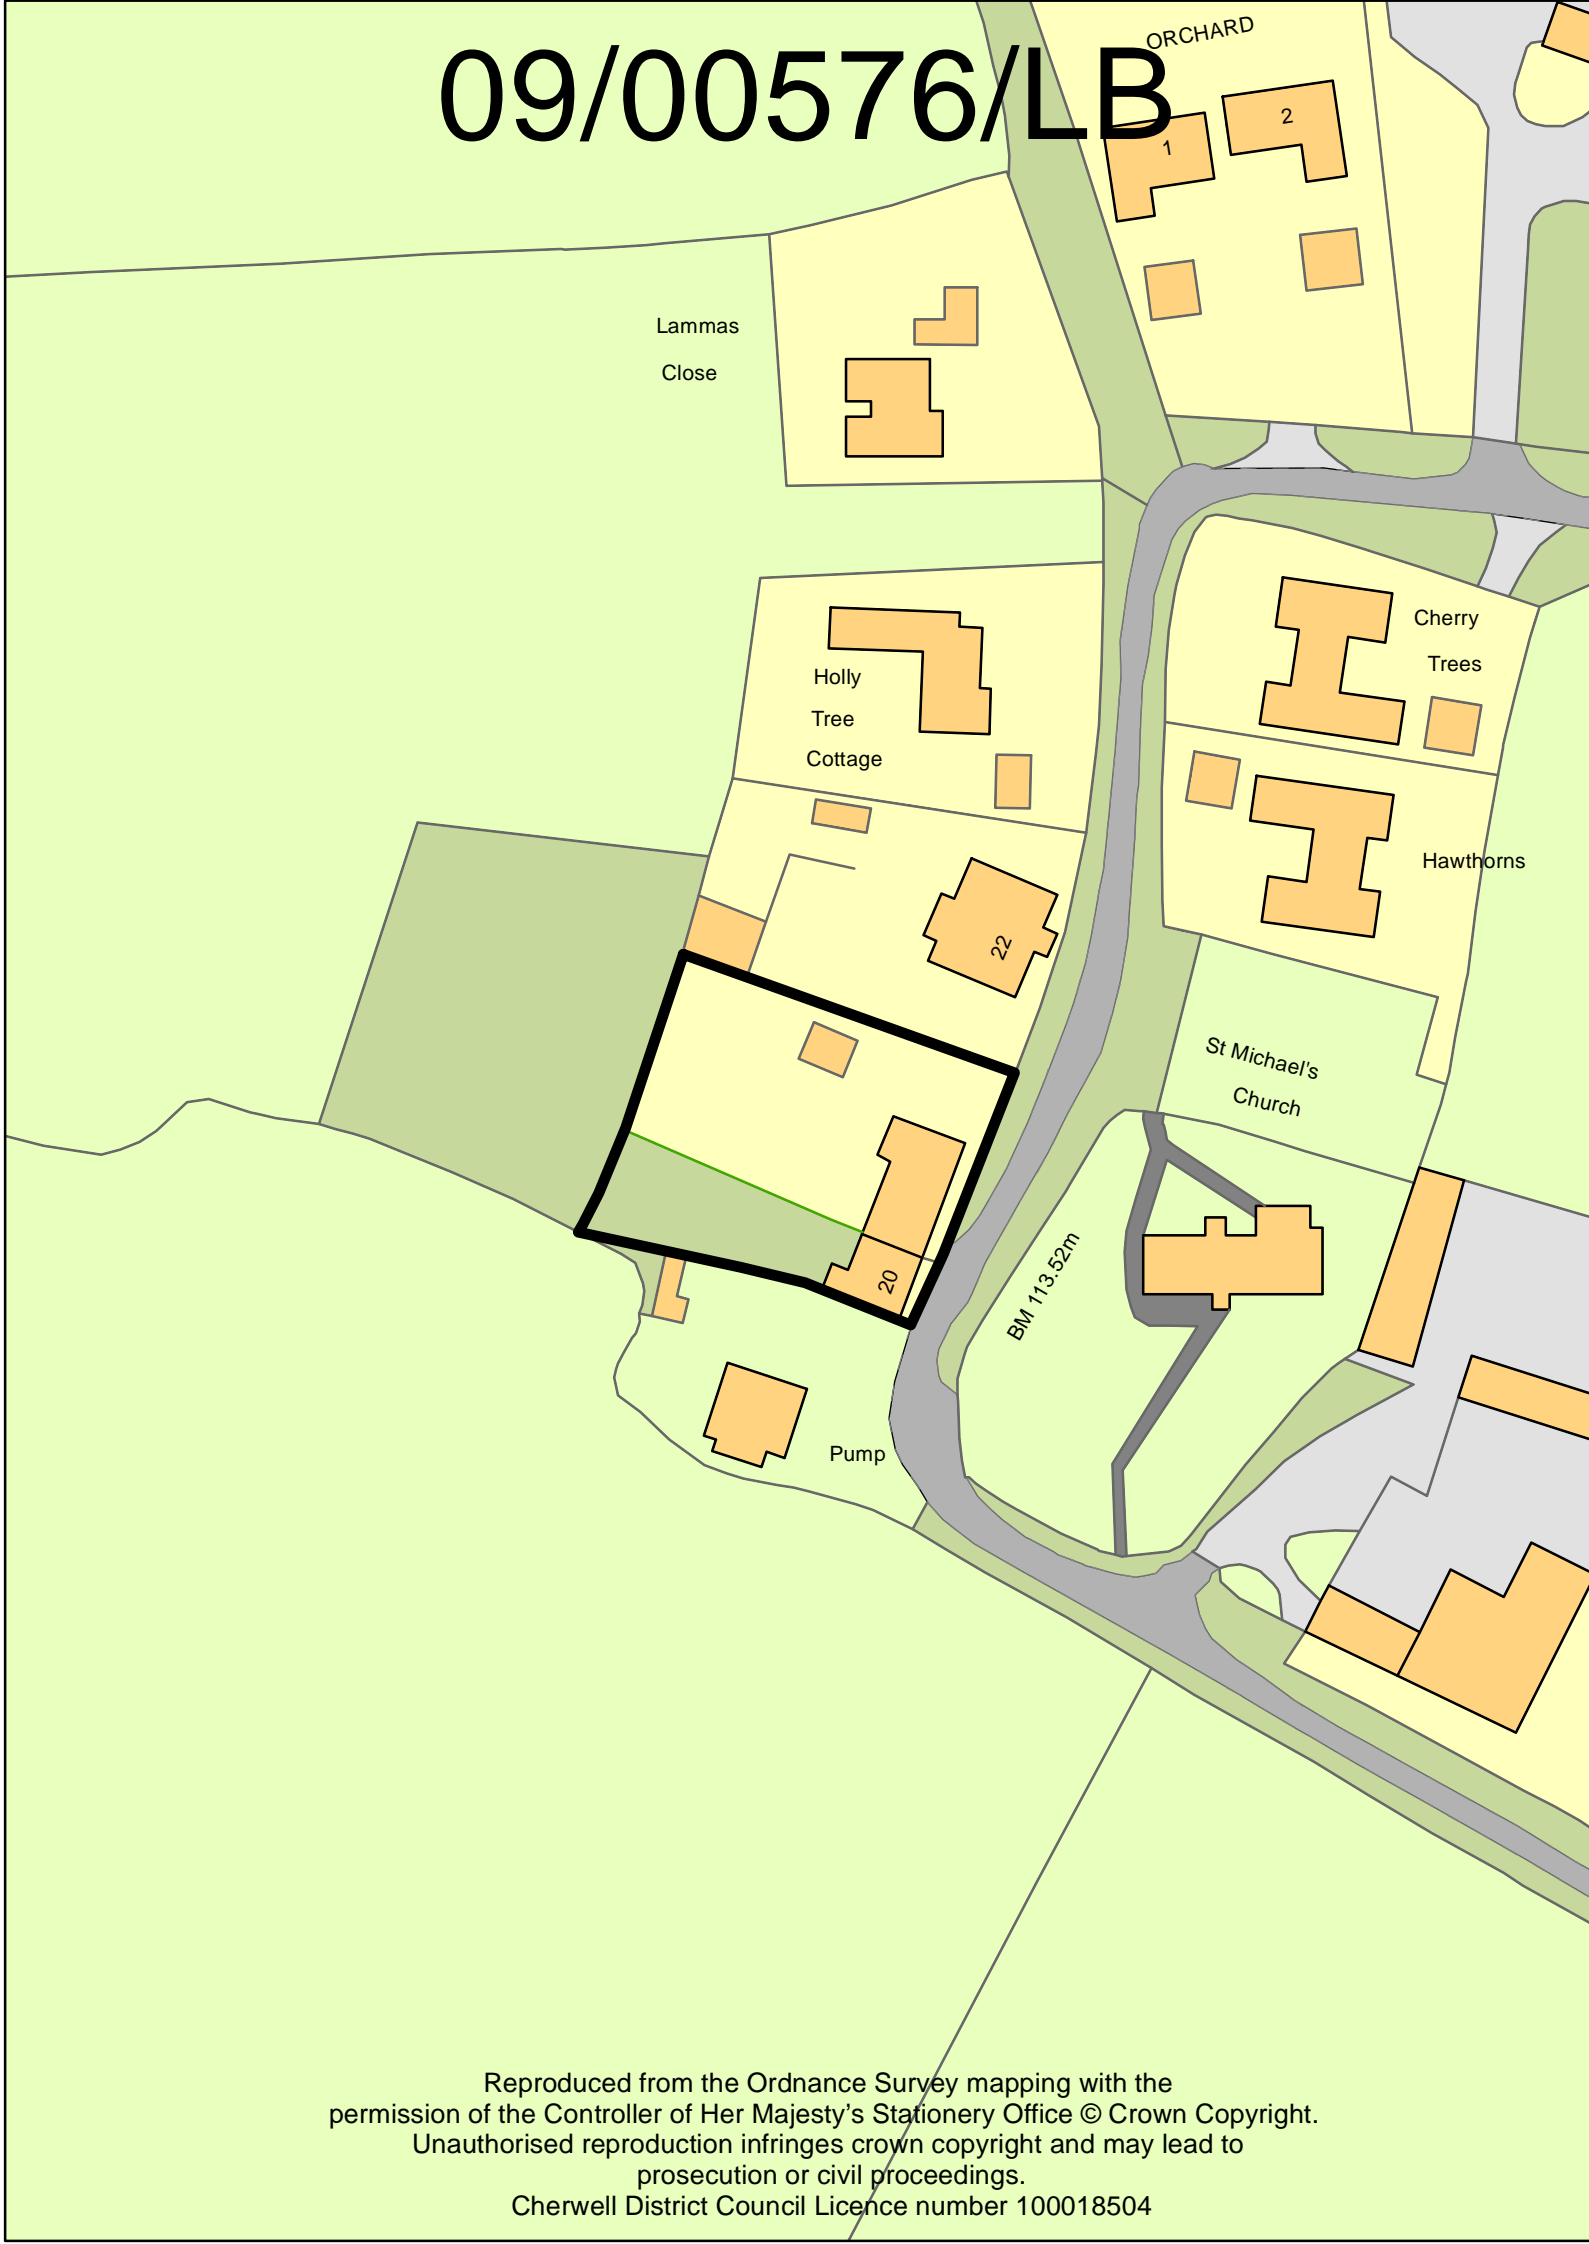 ORCHARD
09/00576/LB
2
1
Lammas
Close
Cherry
Trees
Holly
Tree
Cottage
Hawthorns
22
St Michael's
Church
BM 113.52m
20
Pump
Reproduced from the Ordnance Survey mapping with the
permission of the Controller of Her Majesty’s Stationery Office © Crown Copyright.
Unauthorised reproduction infringes crown copyright and may lead to
prosecution or civil proceedings.
Cherwell District Council Licence number 100018504